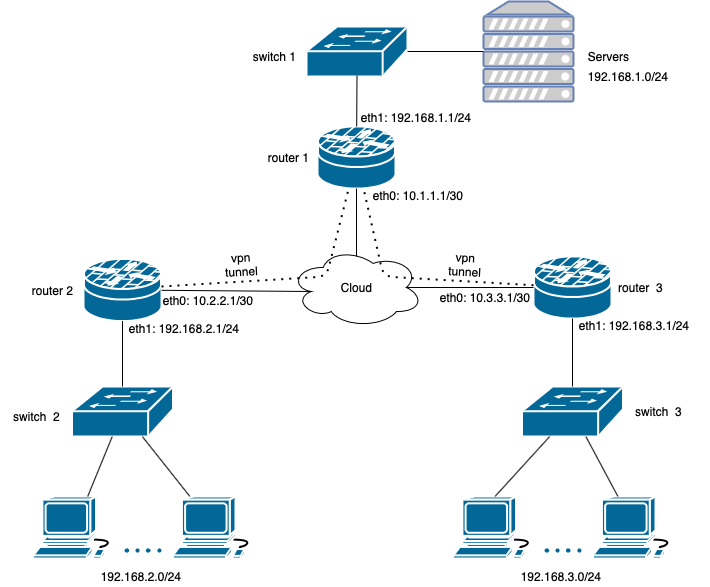 switch 1
Servers
192.168.1.0/24
eth1: 192.168.1.1/24
router 1
eth0: 10.1.1.1/30
vpn
tunnel
vpn
tunnel
router 2
Cloud
router 3
eth0: 10.2.2.1/30
eth0: 10.3.3.1/30
eth1: 192.168.2.1/24
eth1: 192.168.3.1/24
switch 2
switch 3
192.168.2.0/24
192.168.3.0/24